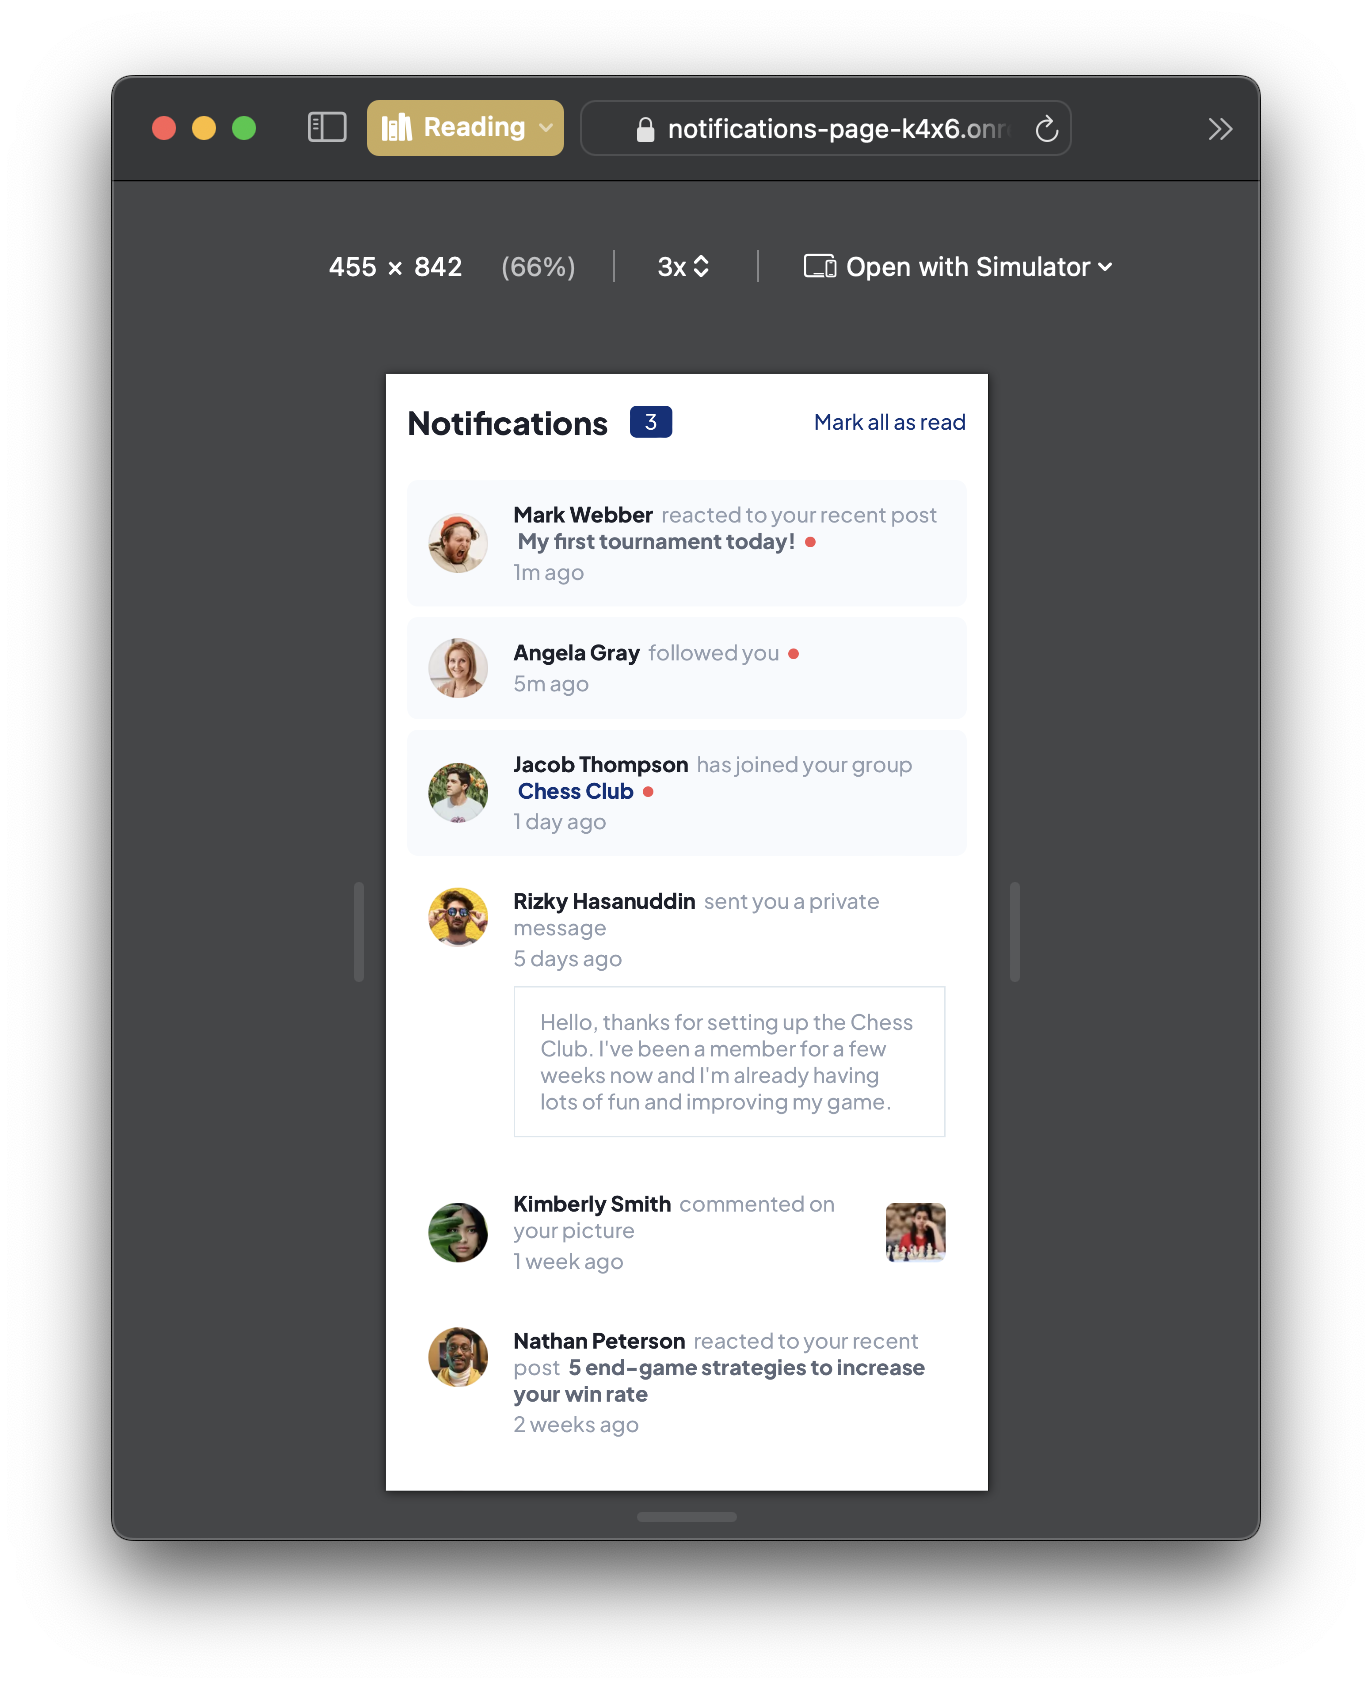 Reading
notifications-page-k4x6.onr
455 × 842 (66%) 3x Open with Simulator
Notifications 3 Mark all as read
Mark Webber reacted to your recent post
My first tournament today!
1m ago
Angela Gray followed you
5m ago
Jacob Thompson has joined your group
Chess Club
1 day ago
Rizky Hasanuddin sent you a private
message
5 days ago
Hello, thanks for setting up the Chess
Club. I've been a member for a few
weeks now and I'm already having
lots of fun and improving my game.
Kimberly Smith commented on
your picture
1 week ago
Nathan Peterson reacted to your recent
post 5 end-game strategies to increase
your win rate
2 weeks ago